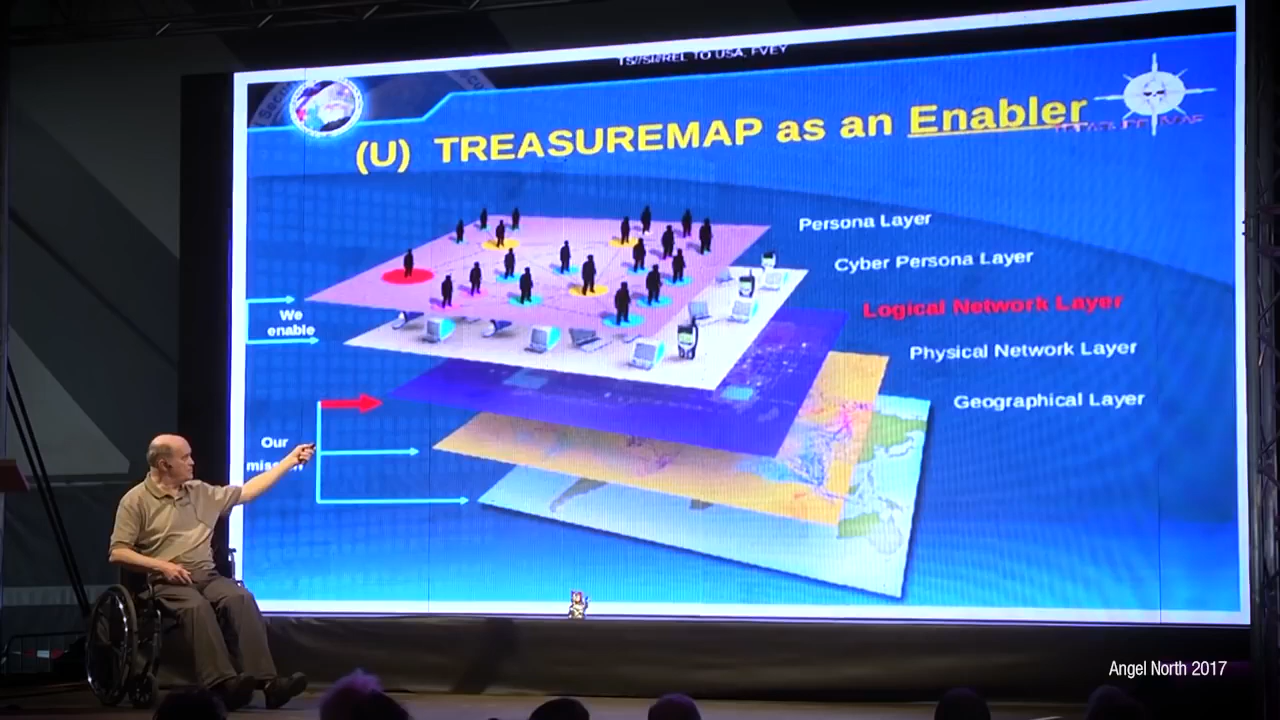 TS//SI//REL TO USA, FVEY
(U) TREASUREMAP as an Enabler
Persona Layer
Cyber Persona Layer
Logical Network Layer
Physical Network Layer
Geographical Layer
We
enable
Our
Angel North 2017